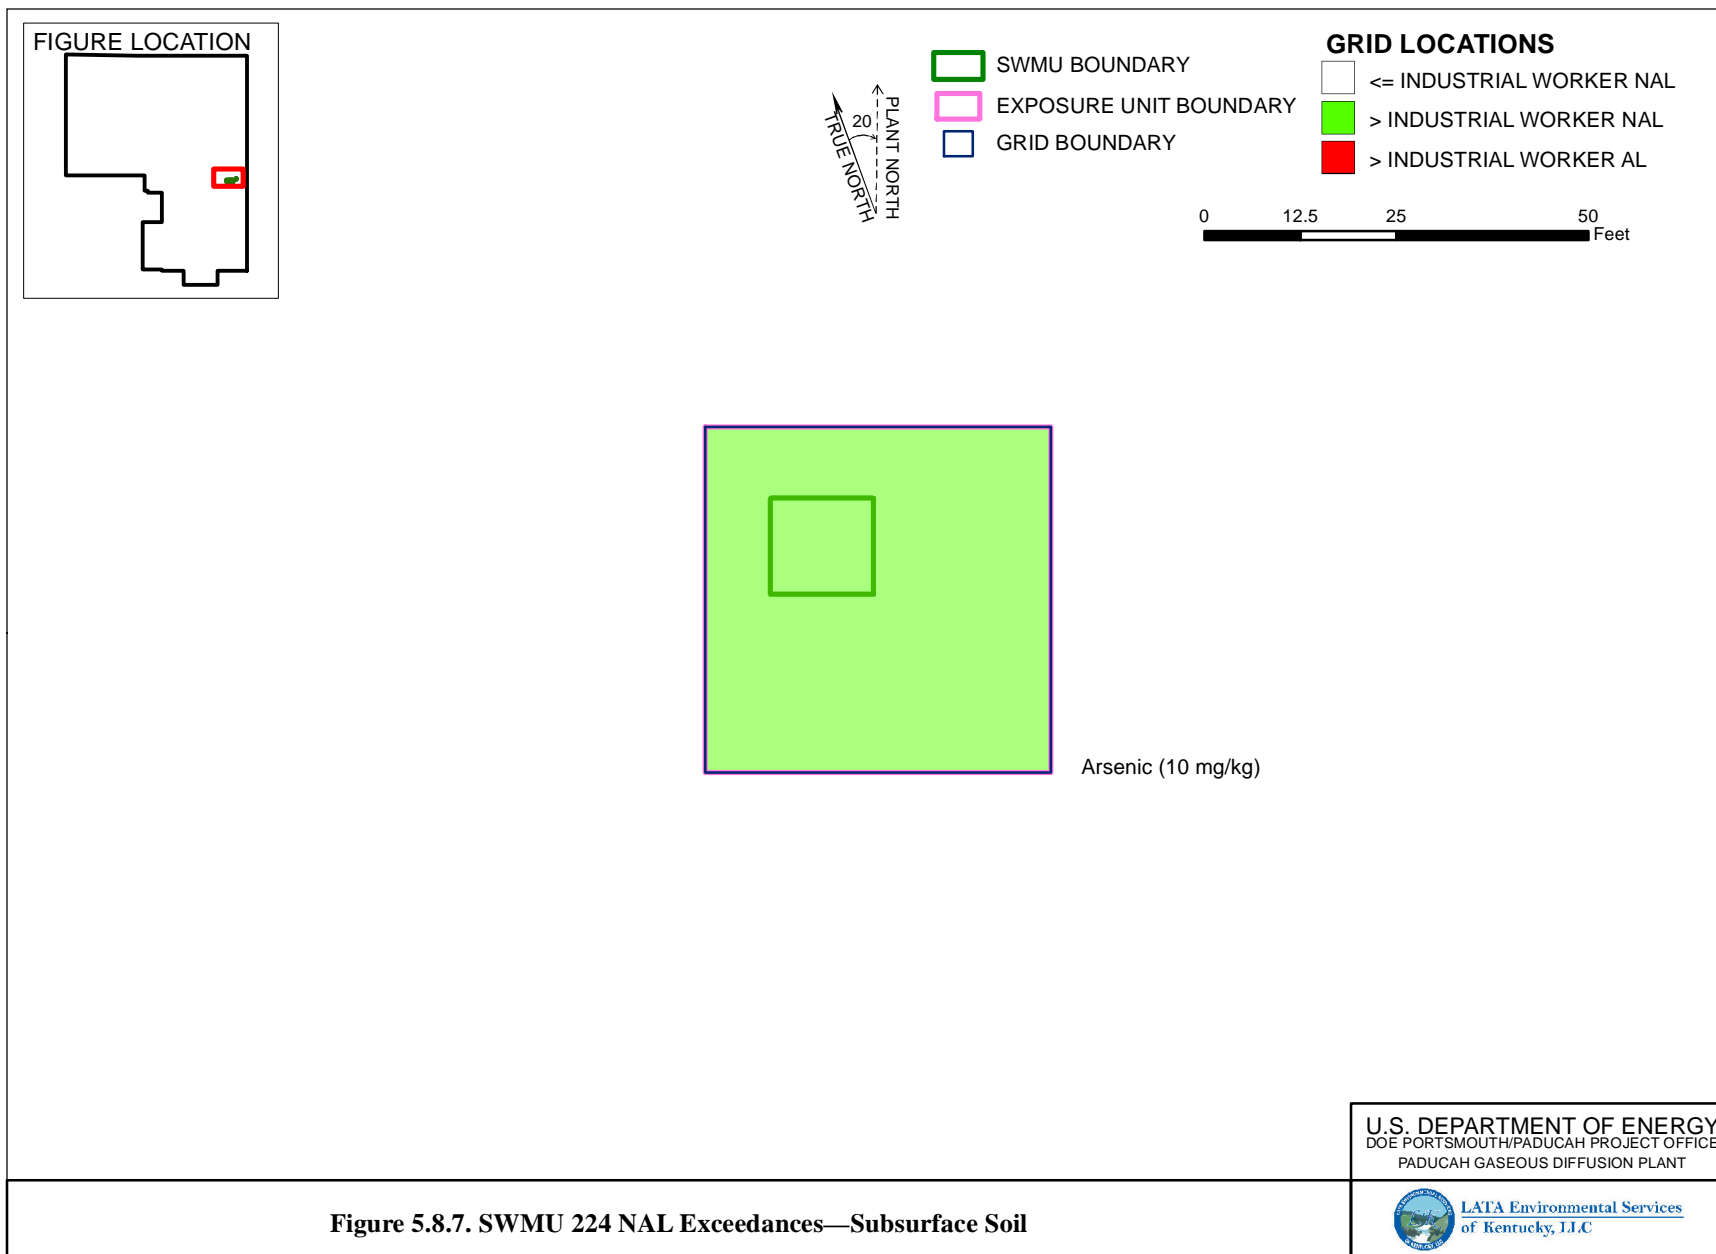 FIGURE LOCATION
TRUE NORTH
20
PLANT NORTH
SWMU BOUNDARY
EXPOSURE UNIT BOUNDARY
GRID BOUNDARY
GRID LOCATIONS
<= INDUSTRIAL WORKER NAL
> INDUSTRIAL WORKER NAL
> INDUSTRIAL WORKER AL
0 12.5 25 50
Feet
Arsenic (10 mg/kg)
U.S. DEPARTMENT OF ENERGY
DOE PORTSMOUTH/PADUCAH PROJECT OFFICE
PADUCAH GASEOUS DIFFUSION PLANT
Figure 5.8.7. SWMU 224 NAL Exceedances—Subsurface Soil
LATA Environmental Services
of Kentucky, LLC